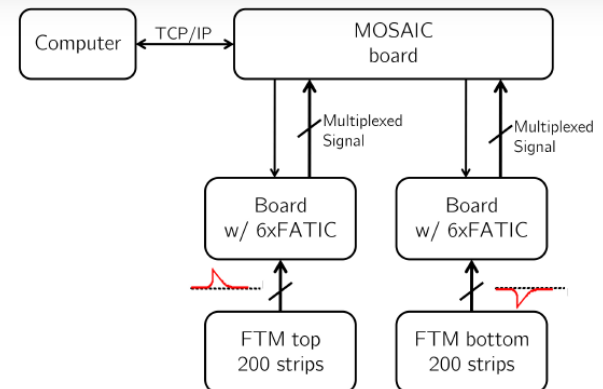 Computer
TCP/IP
MOSAIC
board
Multiplexed
Signal
Multiplexed
Signal
Board
w/ 6xFATIC
Board
w/ 6xFATIC
FTM top
200 strips
FTM bottom
200 strips